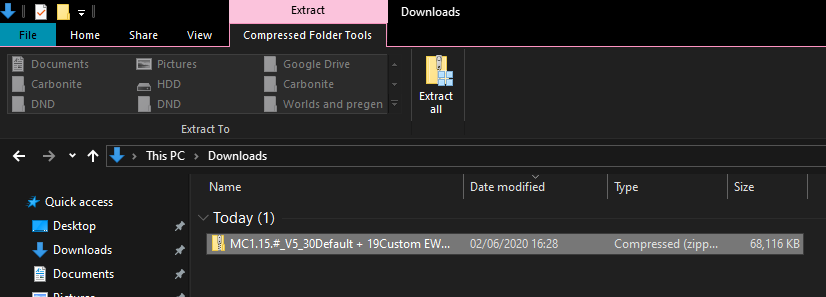 Extract Downloads
File Home Share View Compressed Folder Tools
Documents Pictures Google Drive
Carbonite HDD Carbonite
DND DND Worlds and pregen
Extract
all
Extract To
This PC Downloads
Name Date modified Type Size
Quick access
Today (1)
Desktop
MC1.15.#_V5_30Default + 19Custom EW... 02/06/2020 16:28 Compressed (zipp... 68,116 KB
Downloads
Documents
Pictures